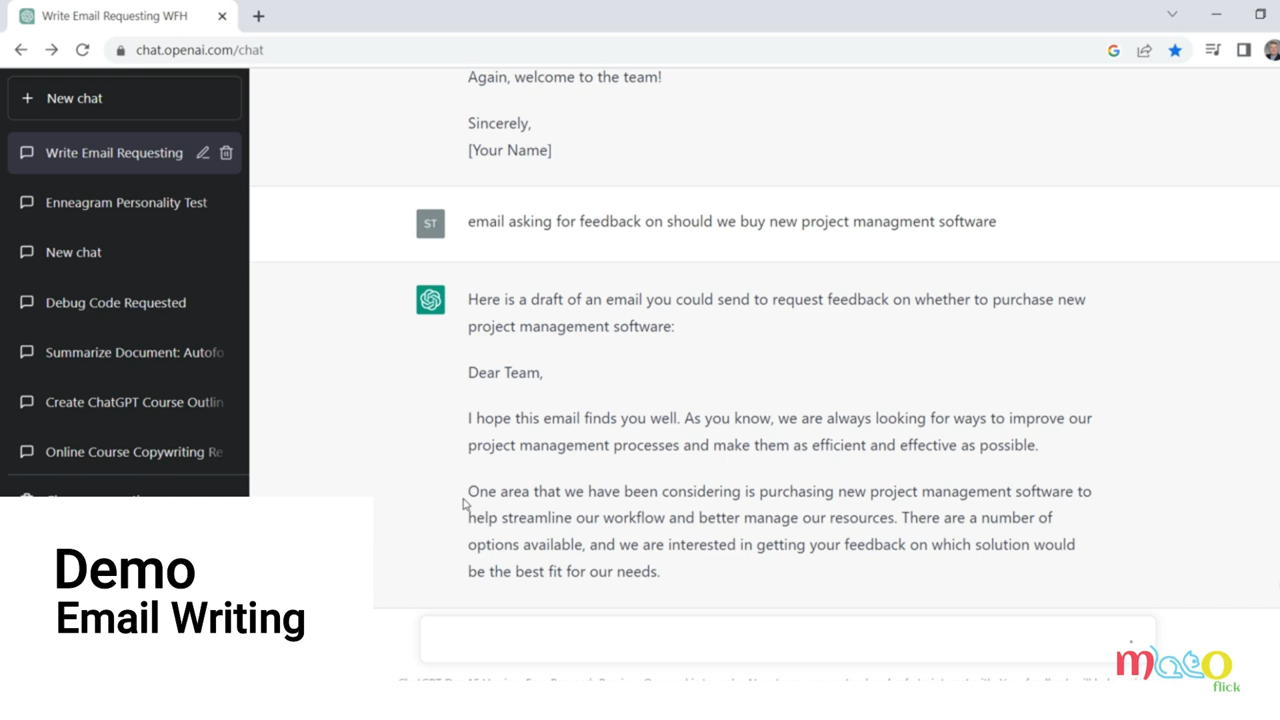 Write Email Requesting WFH
chat.openai.com/chat
New chat
Write Email Requesting
Enneagram Personality Test
New chat
Debug Code Requested
Summarize Document: Autofo
Create ChatGPT Course Outlin
Online Course Copywriting Re
Again, welcome to the team!
Sincerely,
[Your Name]
ST
email asking for feedback on should we buy new project managment software
Here is a draft of an email you could send to request feedback on whether to purchase new
project management software:
Dear Team,
I hope this email finds you well. As you know, we are always looking for ways to improve our
project management processes and make them as efficient and effective as possible.
One area that we have been considering is purchasing new project management software to
help streamline our workflow and better manage our resources. There are a number of
options available, and we are interested in getting your feedback on which solution would
be the best fit for our needs.
Demo
Email Writing
flick